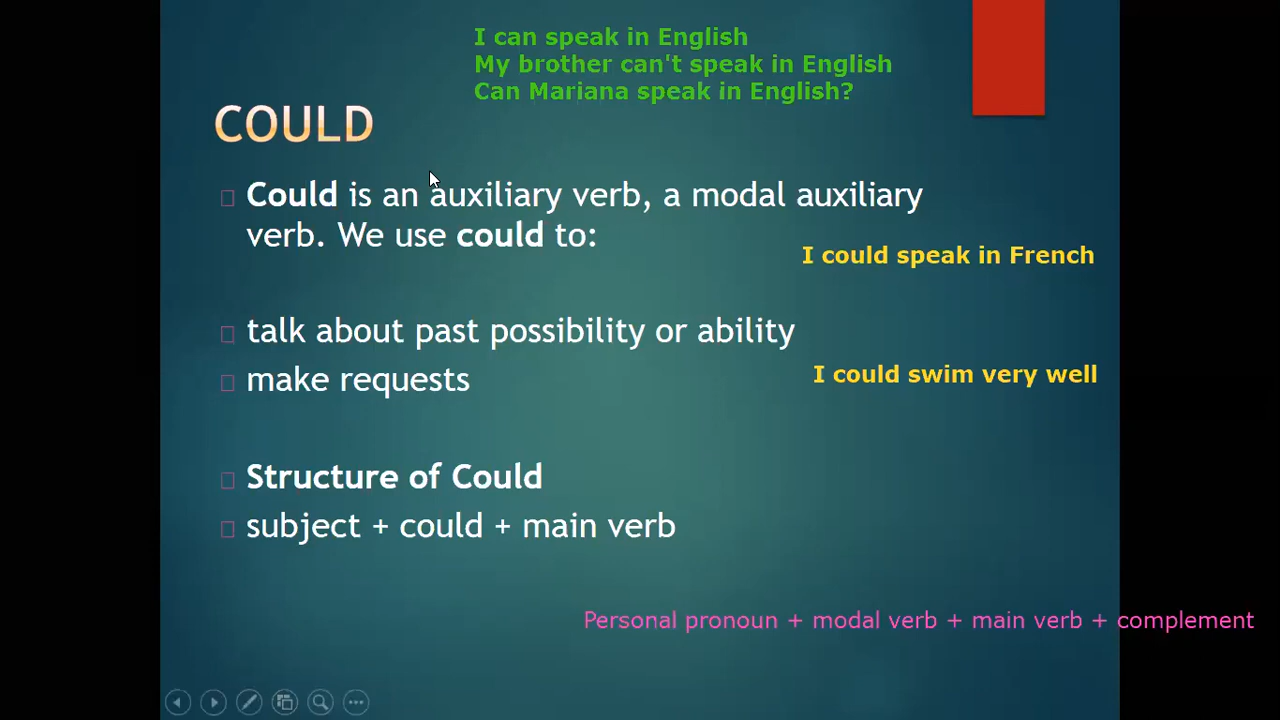 I can speak in English
My brother can't speak in English
Can Mariana speak in English?
COULD
Could is an auxiliary verb, a modal auxiliary
verb. We use could to:
I could speak in French
talk about past possibility or ability
I could swim very well
make requests
Structure of Could
subject + could + main verb
Personal pronoun + modal verb + main verb + complement